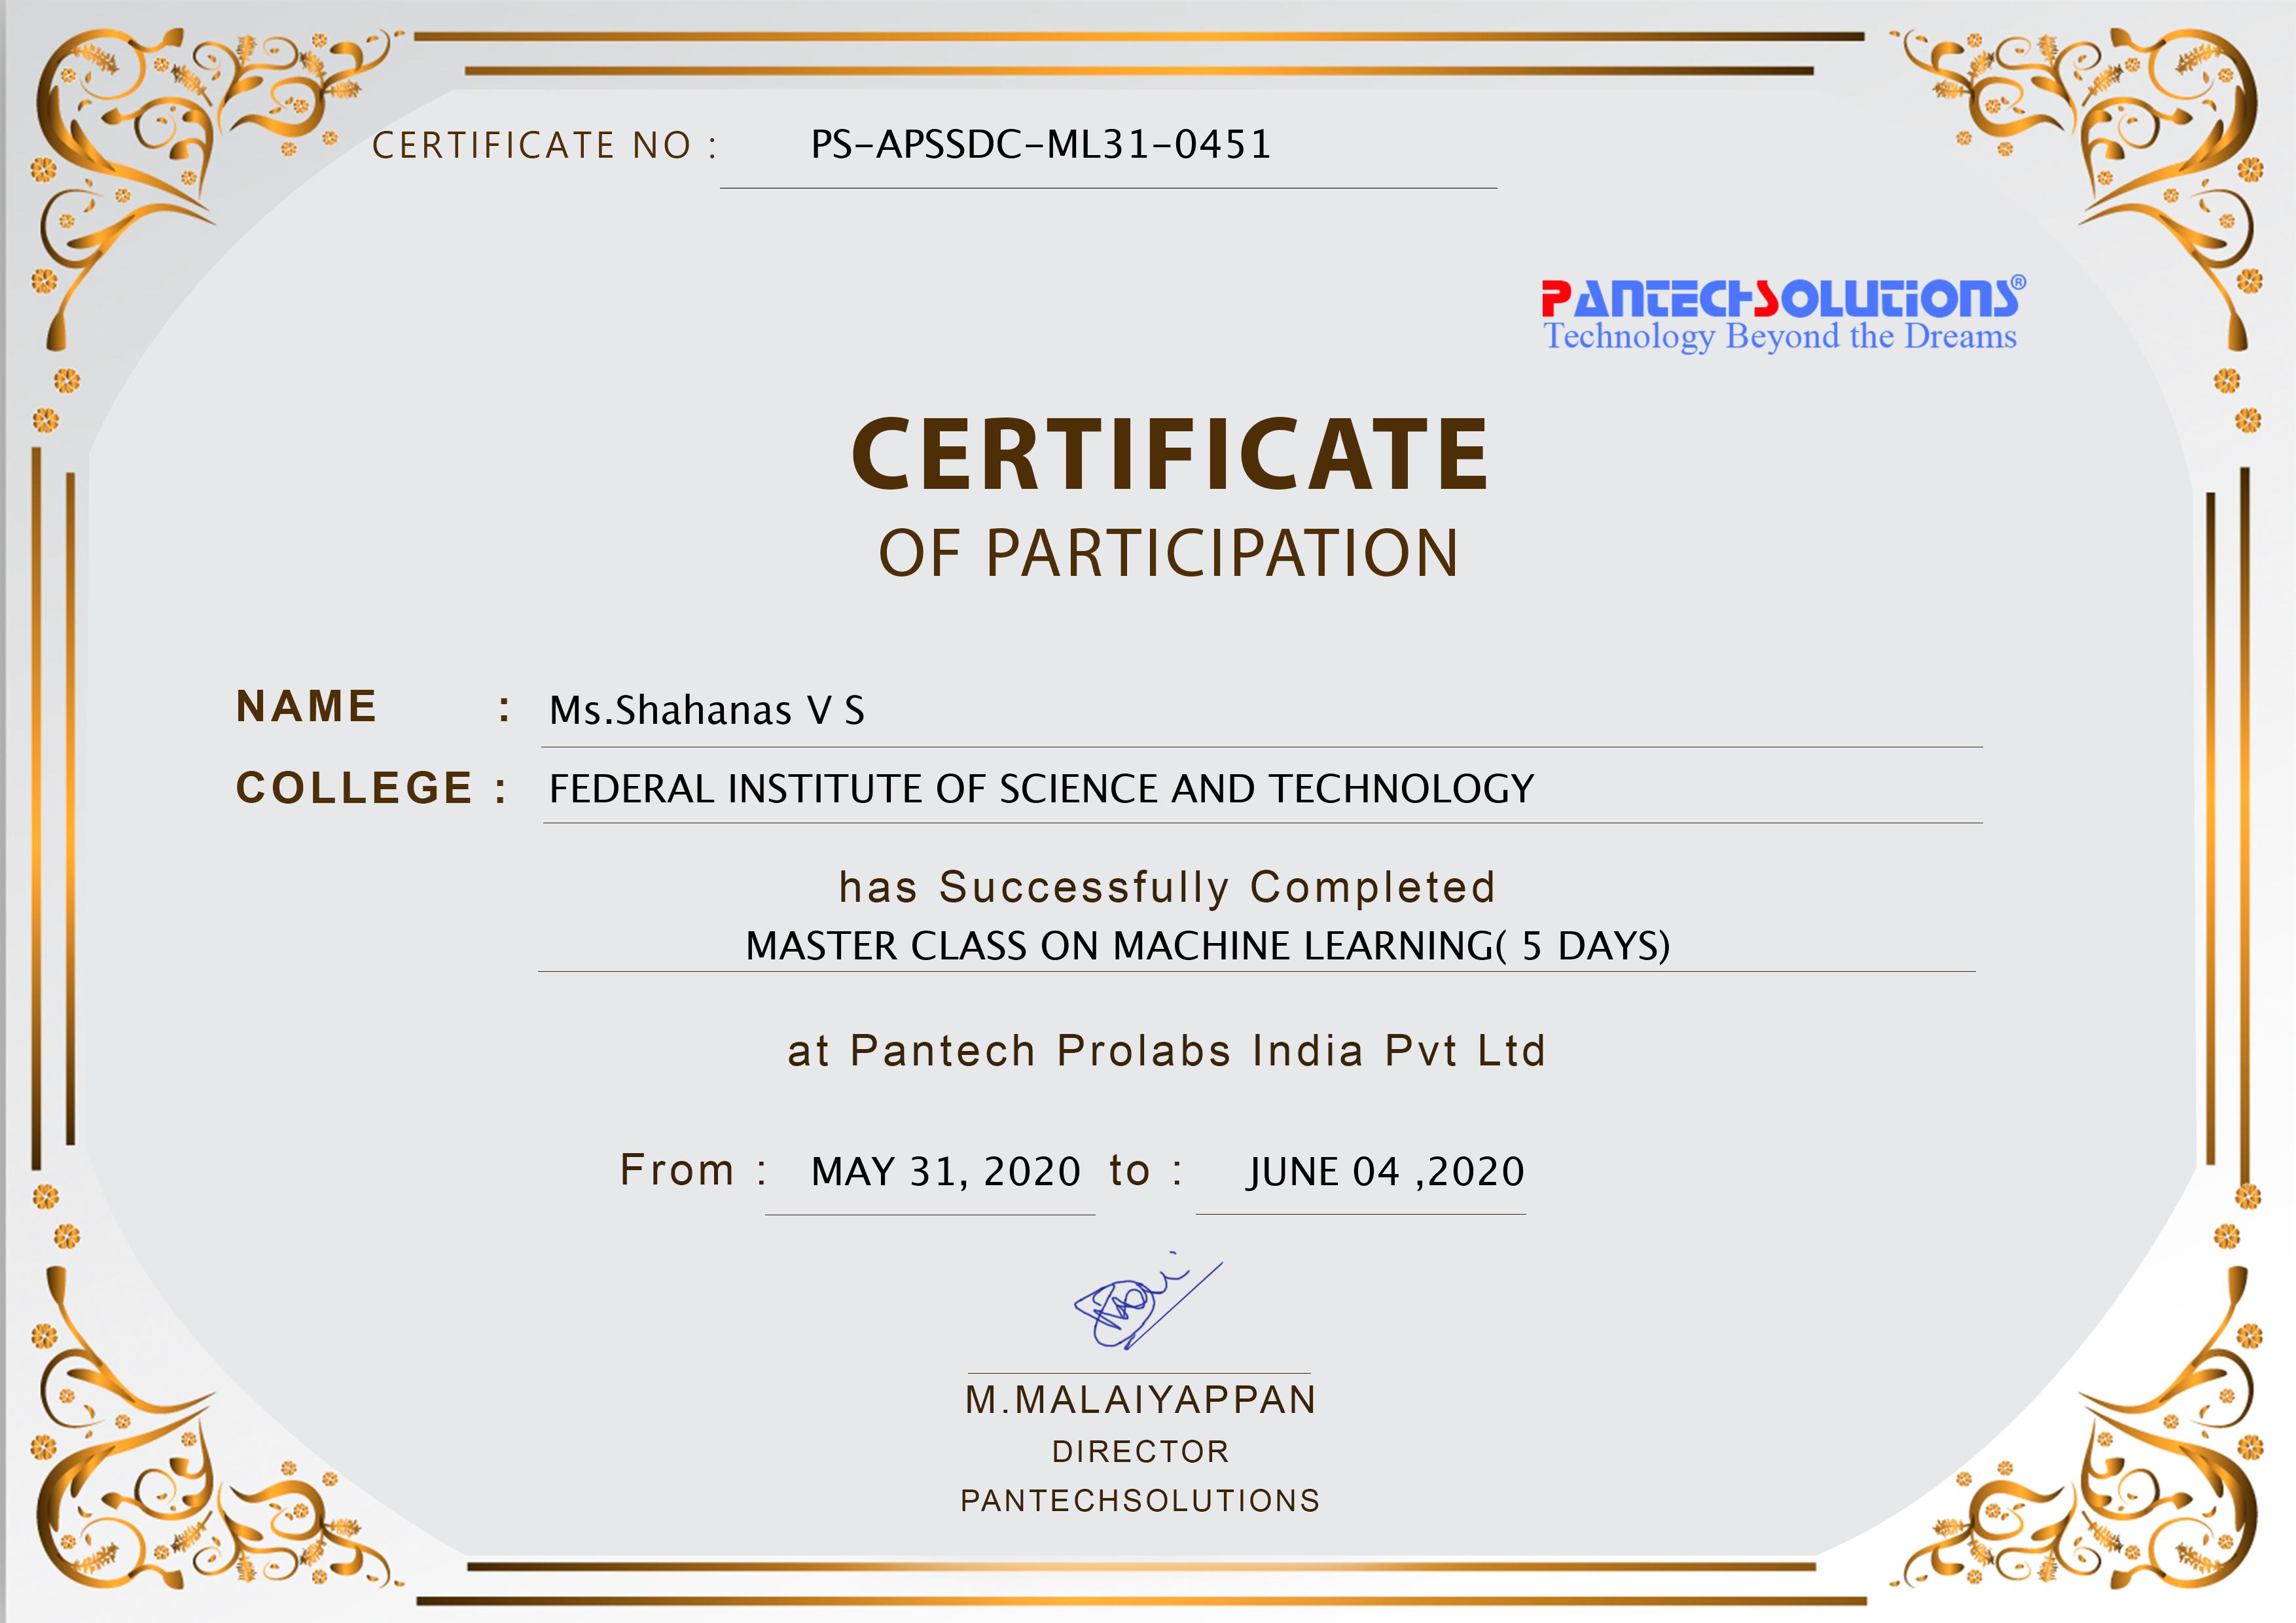 CERTIFICATE NO : PS-APSSDC-ML31-0451
PANTECHSOLUTIONS®
Technology Beyond the Dreams
CERTIFICATE
OF PARTICIPATION
NAME : Ms.Shahanas V S
COLLEGE : FEDERAL INSTITUTE OF SCIENCE AND TECHNOLOGY
has Successfully Completed
MASTER CLASS ON MACHINE LEARNING( 5 DAYS)
at Pantech Prolabs India Pvt Ltd
From : MAY 31, 2020 to : JUNE 04 ,2020
M.MALAIYAPPAN
DIRECTOR
PANTECHSOLUTIONS